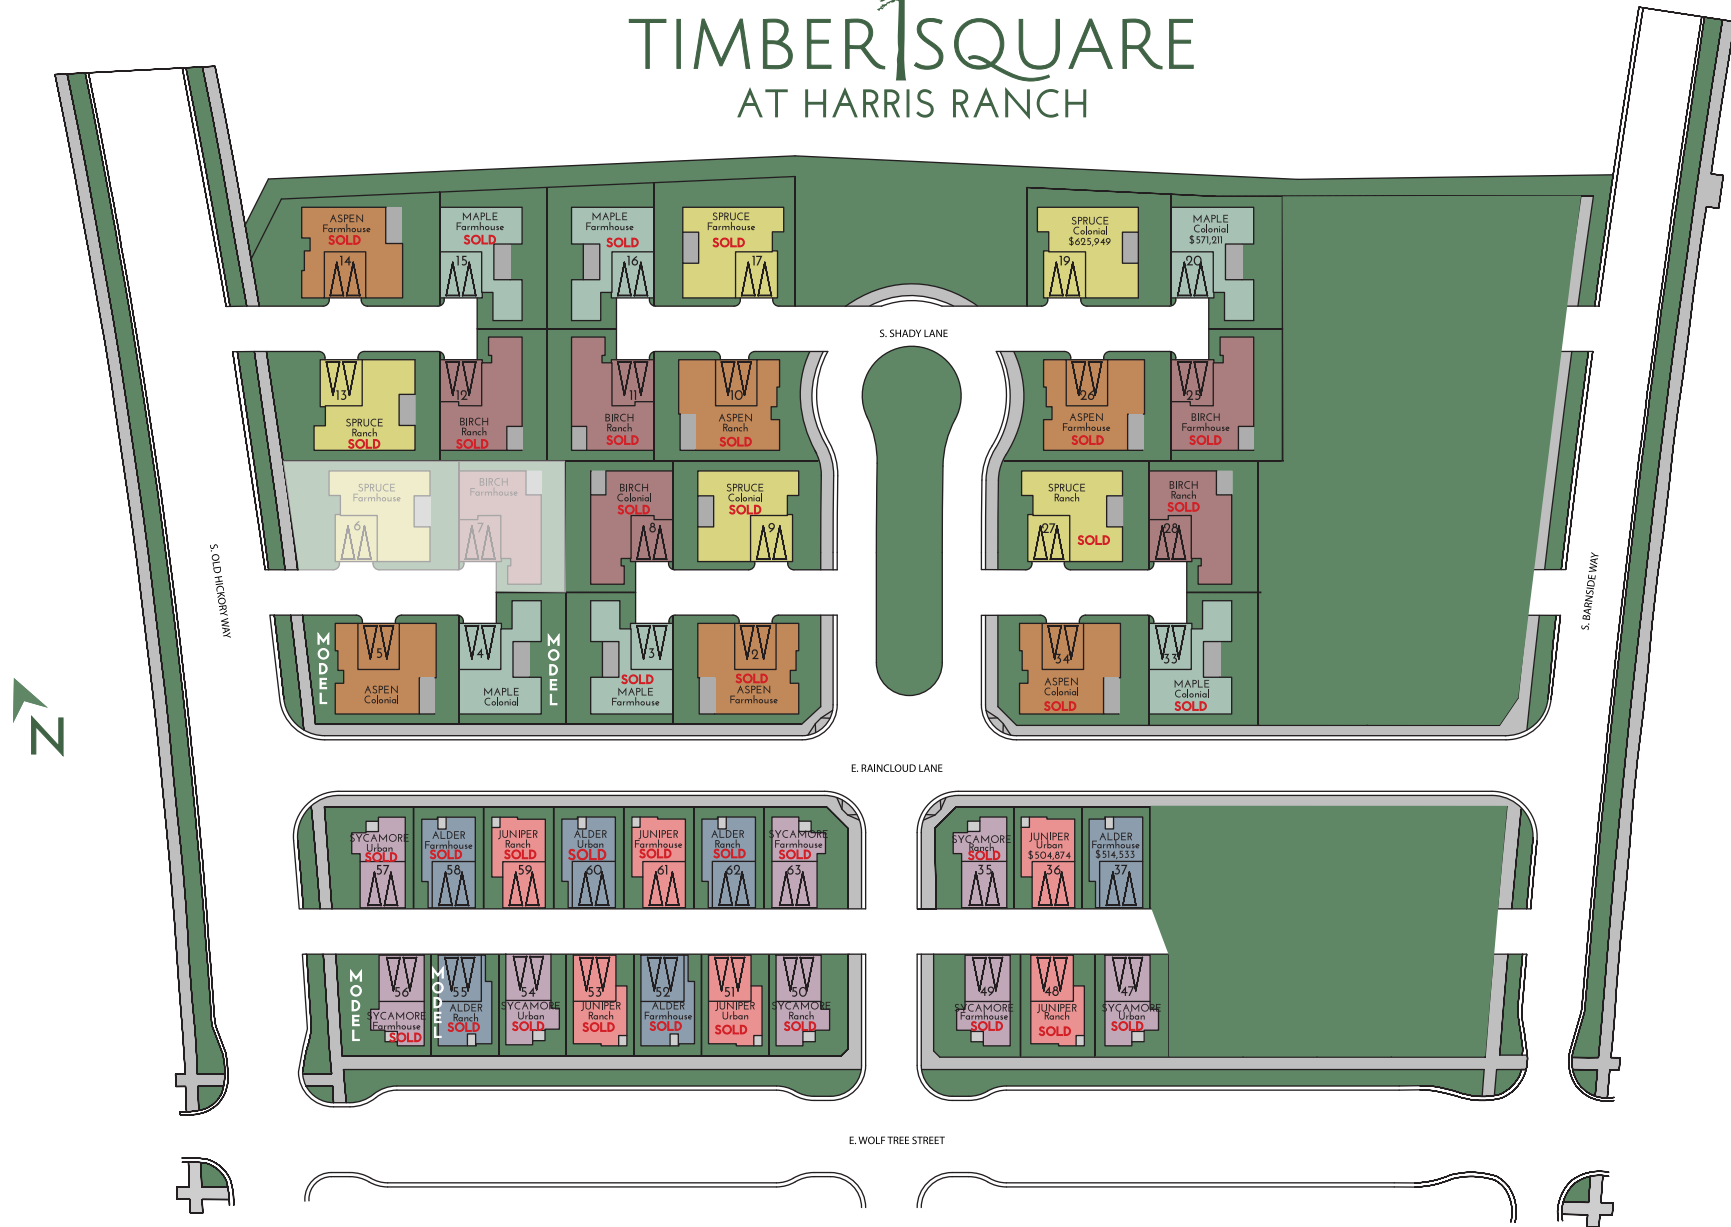 TIMBER SQUARE
AT HARRIS RANCH
ASPEN
Farmhouse
SOLD
14
MAPLE
Farmhouse
SOLD
15
MAPLE
Farmhouse
SOLD
16
SPRUCE
Farmhouse
SOLD
17
SPRUCE
Colonial
$625,949
19
MAPLE
Colonial
$571,211
20
S. SHADY LANE
13
SPRUCE
Ranch
SOLD
12
BIRCH
Ranch
SOLD
11
BIRCH
Ranch
SOLD
10
ASPEN
Ranch
SOLD
26
ASPEN
Farmhouse
SOLD
25
BIRCH
Farmhouse
SOLD
SPRUCE
Farmhouse
6
BIRCH
Farmhouse
7
BIRCH
Colonial
SOLD
8
SPRUCE
Colonial
SOLD
9
SPRUCE
Ranch
27
SOLD
BIRCH
Ranch
SOLD
28
S. OLD HICKORY WAY
S. BARNSIDE WAY
MODEL
5
ASPEN
Colonial
4
MAPLE
Colonial
MODEL
3
SOLD
MAPLE
Farmhouse
2
SOLD
ASPEN
Farmhouse
34
ASPEN
Colonial
SOLD
33
MAPLE
Colonial
SOLD
N
E. RAINCLOUD LANE
SYCAMORE
Urban
SOLD
57
ALDER
Farmhouse
SOLD
58
JUNIPER
Ranch
SOLD
59
ALDER
Urban
SOLD
60
JUNIPER
Farmhouse
SOLD
61
ALDER
Ranch
SOLD
62
SYCAMORE
Farmhouse
SOLD
63
SYCAMORE
Ranch
SOLD
35
JUNIPER
Urban
$504,874
36
ALDER
Farmhouse
$514,533
37
MODEL
56
SYCAMORE
Farmhouse
SOLD
MODEL
55
ALDER
Ranch
SOLD
54
SYCAMORE
Urban
SOLD
53
JUNIPER
Ranch
SOLD
52
ALDER
Farmhouse
SOLD
51
JUNIPER
Urban
SOLD
50
SYCAMORE
Ranch
SOLD
49
SYCAMORE
Farmhouse
SOLD
48
JUNIPER
Ranch
SOLD
47
SYCAMORE
Urban
SOLD
E. WOLF TREE STREET